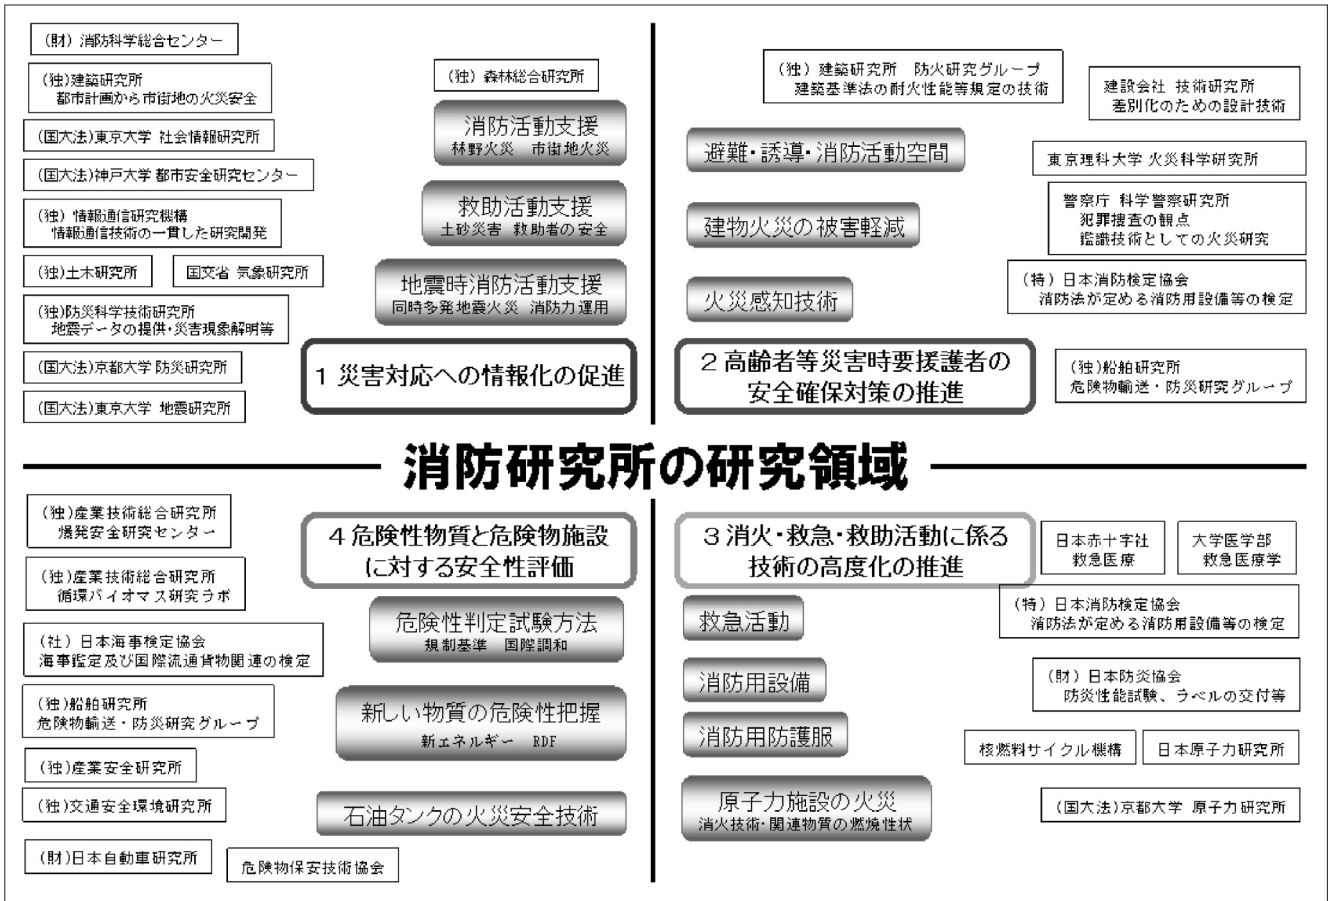 (財) 消防科学総合センター
(独)建築研究所
都市計画から市街地の火災安全
(国大法)東京大学 社会情報研究所
(国大法)神戸大学 都市安全研究センター
(独) 情報通信研究機構
情報通信技術の一貫した研究開発
(独)土木研究所
国交省 気象研究所
(独)防災科学技術研究所
地震データの提供・災害現象解明等
(国大法)京都大学 防災研究所
(国大法)東京大学 地震研究所
(独) 森林総合研究所
消防活動支援
林野火災 市街地火災
救助活動支援
土砂災害 救助者の安全
地震時消防活動支援
同時多発地震火災 消防力運用
1 災害対応への情報化の促進
(独) 建築研究所 防火研究グループ
建築基準法の耐火性能等規定の技術
建設会社 技術研究所
差別化のための設計技術
避難・誘導・消防活動空間
東京理科大学 火災科学研究所
建物火災の被害軽減
警察庁 科学警察研究所
犯罪捜査の観点
鑑識技術としての火災研究
火災感知技術
(特) 日本消防検定協会
消防法が定める消防用設備等の検定
2 高齢者等災害時要援護者の
安全確保対策の推進
(独)船舶研究所
危険物輸送・防災研究グループ
消防研究所の研究領域
(独)産業技術総合研究所
爆発安全研究センター
(独)産業技術総合研究所
循環バイオマス研究ラボ
(社) 日本海事検定協会
海事鑑定及び国際流通貨物関連の検定
(独)船舶研究所
危険物輸送・防災研究グループ
(独)産業安全研究所
(独)交通安全環境研究所
(財)日本自動車研究所
危険物保安技術協会
4 危険性物質と危険物施設
に対する安全性評価
危険性判定試験方法
規制基準 国際調和
新しい物質の危険性把握
新エネルギー RDF
石油タンクの火災安全技術
3 消火・救急・救助活動に係る
技術の高度化の推進
日本赤十字社
救急医療
大学医学部
救急医療学
救急活動
(特) 日本消防検定協会
消防法が定める消防用設備等の検定
消防用設備
(財) 日本防炎協会
防炎性能試験、ラベルの交付等
消防用防護服
核燃料サイクル機構
日本原子力研究所
原子力施設の火災
消火技術・関連物質の燃焼性状
(国大法)京都大学 原子力研究所